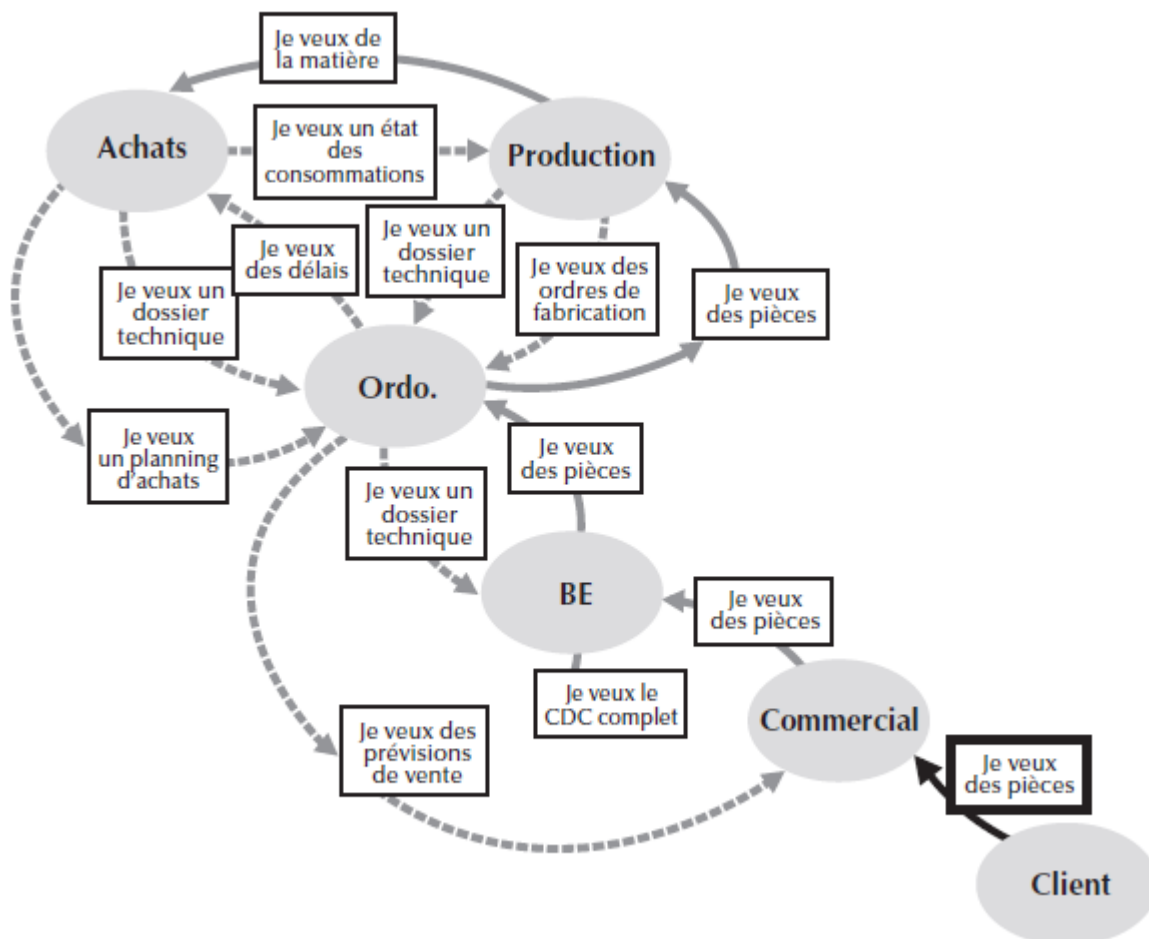 Je veux de
la matière
Achats
Je veux un état
des
consommations
Production
Je veux un
dossier
technique
Je veux
des délais
Je veux un
dossier
technique
Je veux des
ordres de
fabrication
Je veux
des pièces
Ordo.
Je veux
un planning
d'achats
Je veux
des pièces
Je veux un
dossier
technique
BE
Je veux
des pièces
Je veux le
CDC complet
Commercial
Je veux des
prévisions
de vente
Je veux
des pièces
Client